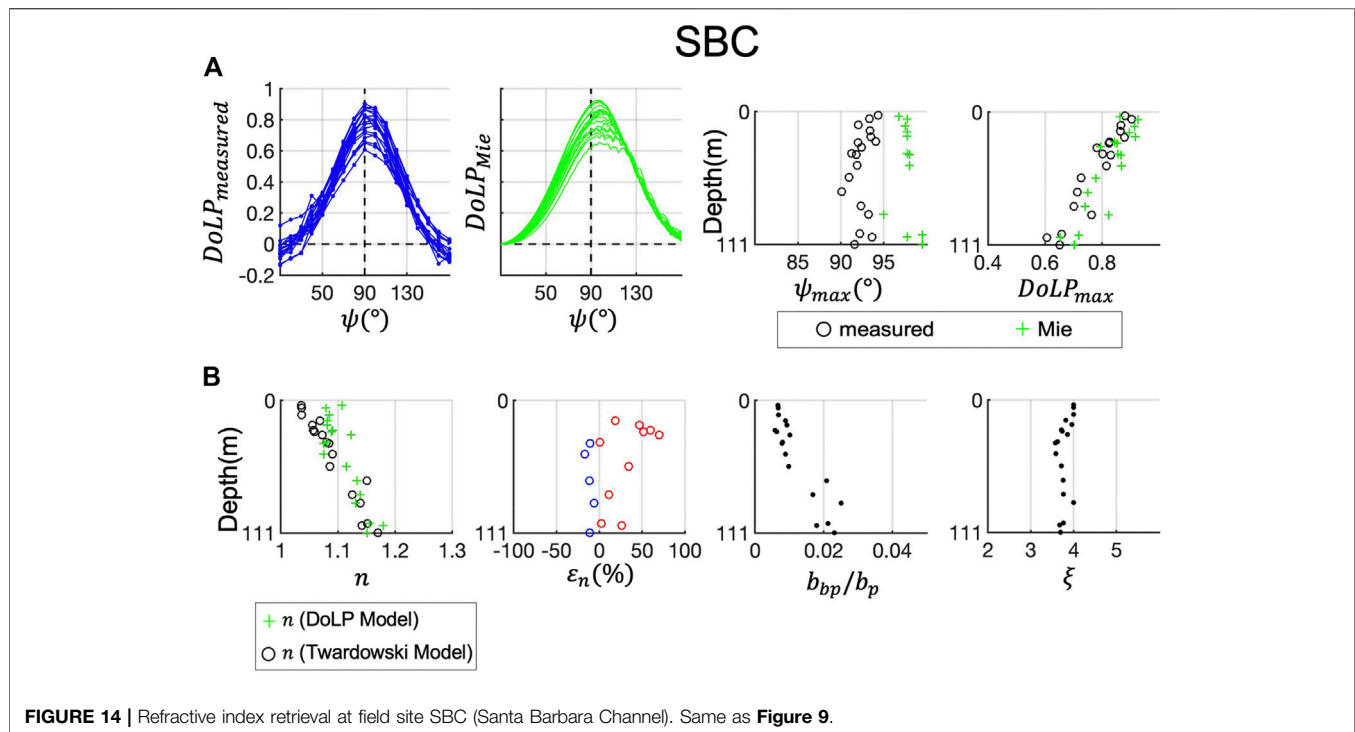 SBC
A
DoLP_measured
1
0.8
0.6
0.4
0.2
0
-0.2
50 90 130
ψ(°)
DoLP_Mie
50 90 130
ψ(°)
Depth(m)
0
111
85 90 95
ψ_max(°)
0
111
0.4 0.6 0.8
DoLP_max
measured Mie
B
Depth(m)
0
111
1 1.1 1.2 1.3
n
0
111
-100 -50 0 50 100
ε_n(%)
0
111
0 0.02 0.04
b_bp/b_p
0
111
2 3 4 5
ξ
n (DoLP Model)
n (Twardowski Model)
FIGURE 14 | Refractive index retrieval at field site SBC (Santa Barbara Channel). Same as Figure 9.